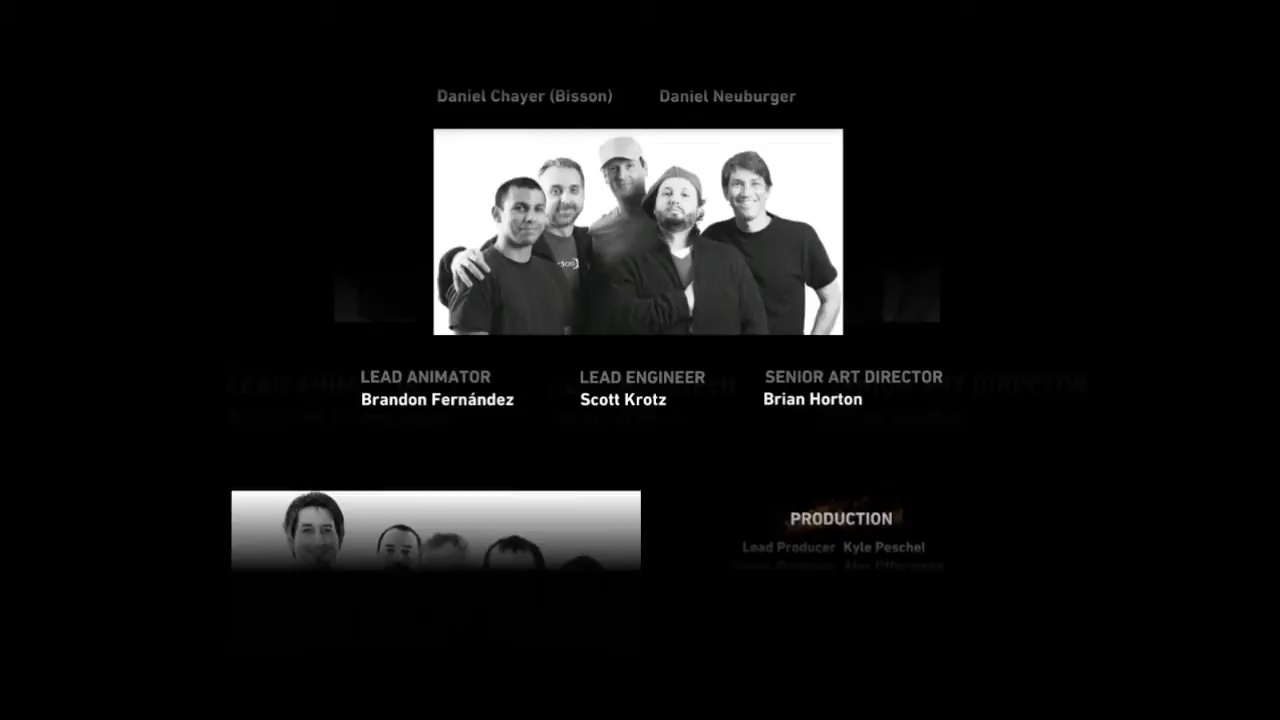 Daniel Chayer (Bisson) Daniel Neuburger
LEAD ANIMATOR LEAD ENGINEER SENIOR ART DIRECTOR
Brandon Fernández Scott Krotz Brian Horton
PRODUCTION
Lead Producer Kyle Peschel